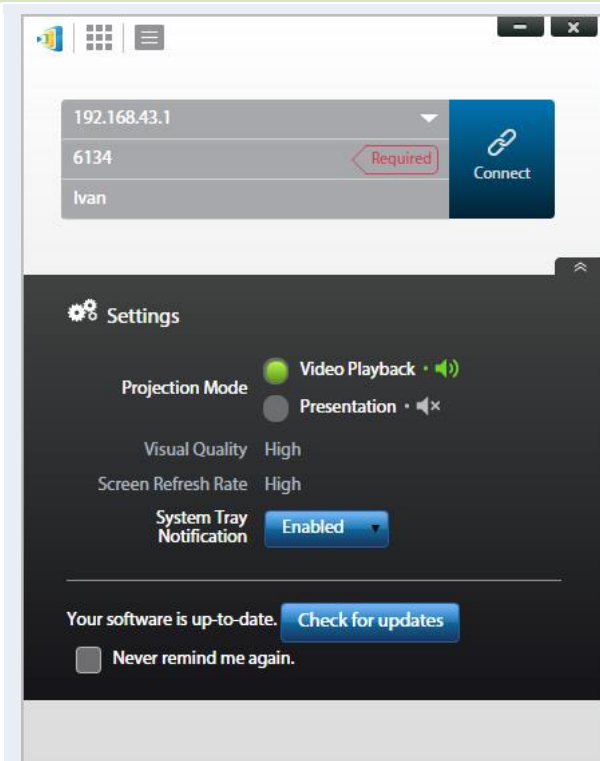 192.168.43.1
6134 Required
Ivan
Connect
Settings
Projection Mode
Video Playback
Presentation
Visual Quality High
Screen Refresh Rate High
System Tray
Notification
Enabled
Your software is up-to-date. Check for updates
Never remind me again.